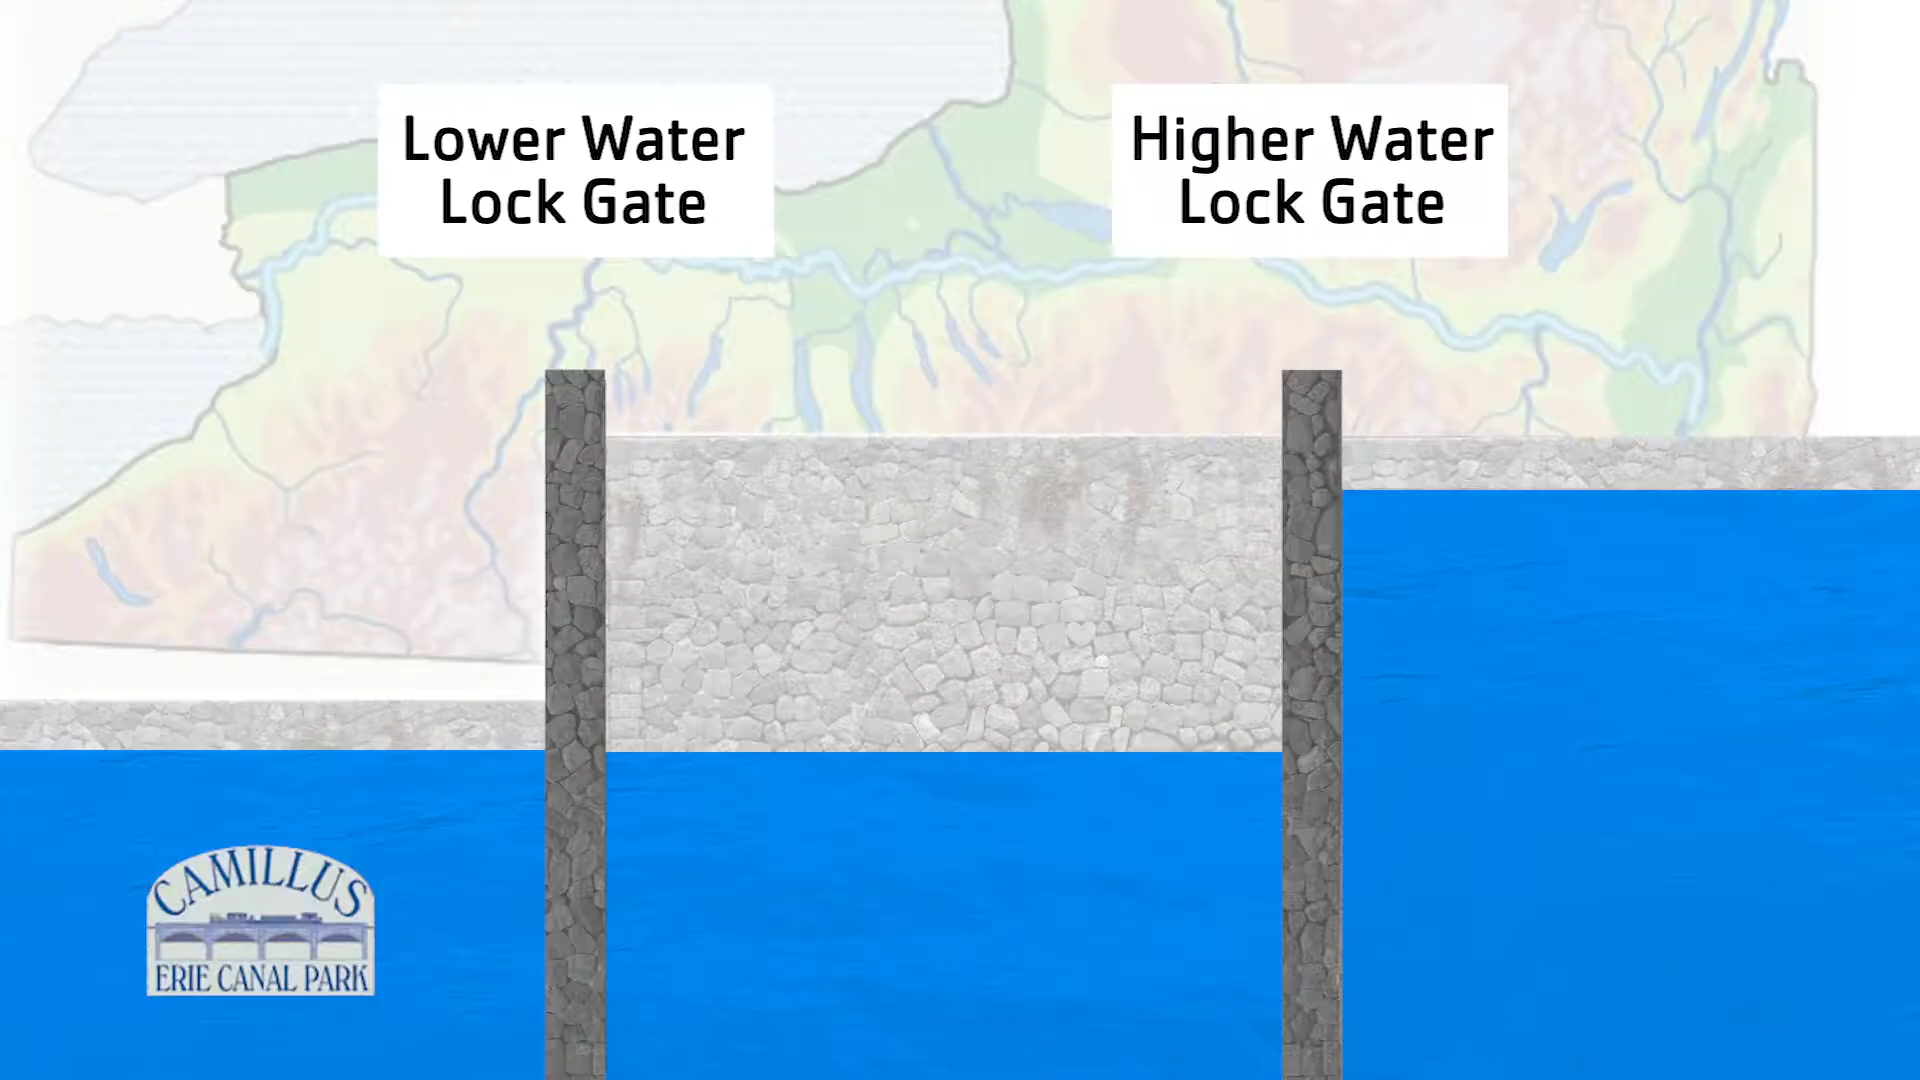 Lower Water
Lock Gate
Higher Water
Lock Gate
CAMILLUS
ERIE CANAL PARK